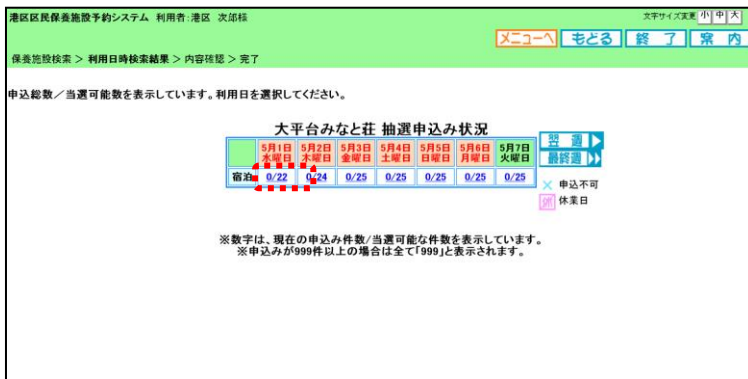 港区区民保養施設予約システム 利用者:港区 次郎様
文字サイズ変更 小 中 大
メニューへ もどる 終 了 案 内
保養施設検索 > 利用日時検索結果 > 内容確認 > 完了
申込総数/当選可能数を表示しています。利用日を選択してください。
大平台みなと荘 抽選申込み状況
5月1日 5月2日 5月3日 5月4日 5月5日 5月6日 5月7日
水曜日 木曜日 金曜日 土曜日 日曜日 月曜日 火曜日
翌 週
最終週
宿泊 0/22 0/24 0/25 0/25 0/25 0/25 0/25
× 申込不可
休業日
※数字は、現在の申込み件数/当選可能な件数を表示しています。
※申込みが999件以上の場合は全て「999」と表示されます。